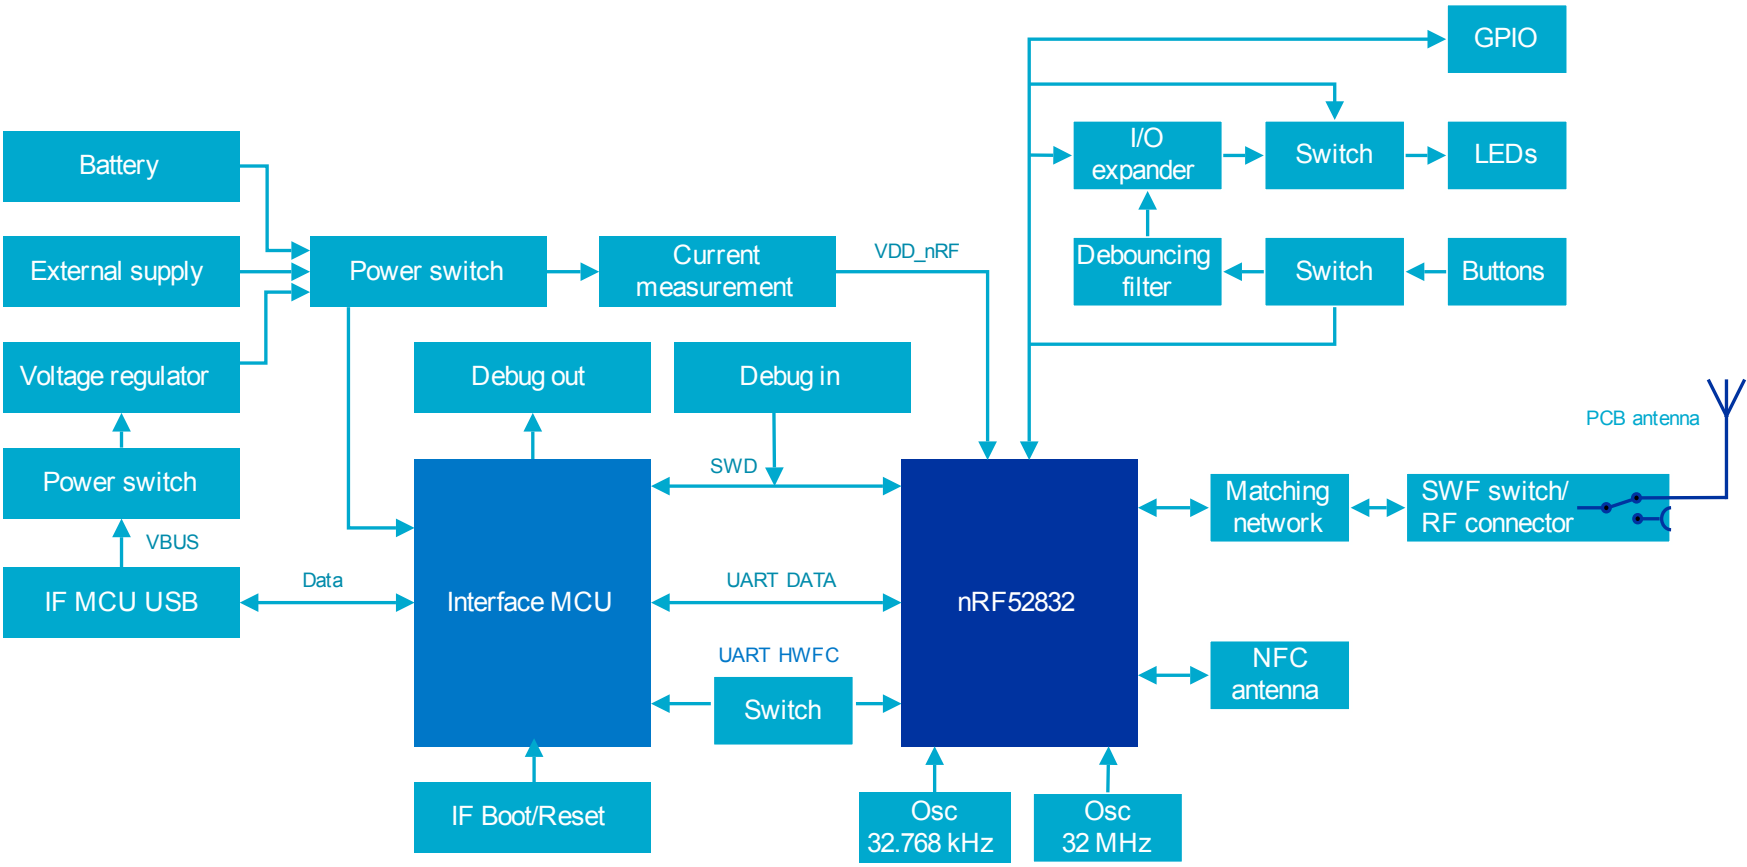 GPIO
I/O
expander
Switch
LEDs
Battery
External supply
Power switch
Current
measurement
VDD_nRF
Debouncing
filter
Switch
Buttons
Voltage regulator
Debug out
Debug in
PCB antenna
Power switch
SWD
Matching
network
SWF switch/
RF connector
VBUS
IF MCU USB
Data
Interface MCU
UART DATA
nRF52832
UART HWFC
Switch
NFC
antenna
IF Boot/Reset
Osc
32.768 kHz
Osc
32 MHz